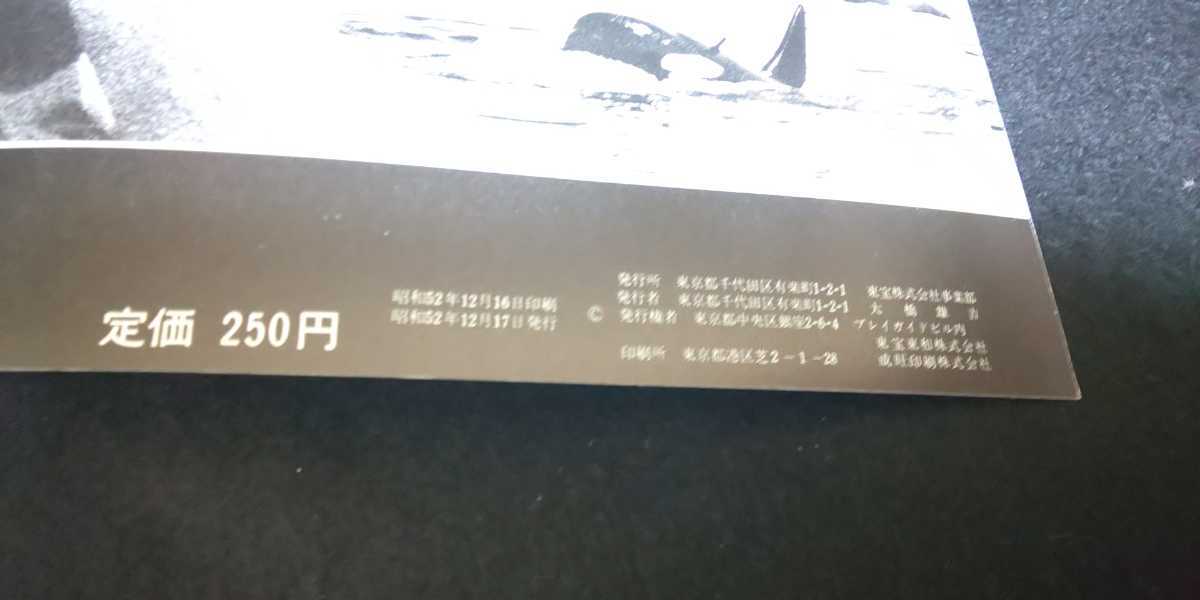 定価 250円
昭和52年12月16日印刷
昭和52年12月17日発行
発行所 東京都千代田区有楽町1-2-1 東宝株式会社事業部
発行者 東京都千代田区有楽町1-2-1 大橋雄吉
© 発行権者 東京都中央区銀座2-6-4 プレイガイドビル内
東宝東和株式会社
印刷所 東京都港区芝2-1-28 成旺印刷株式会社